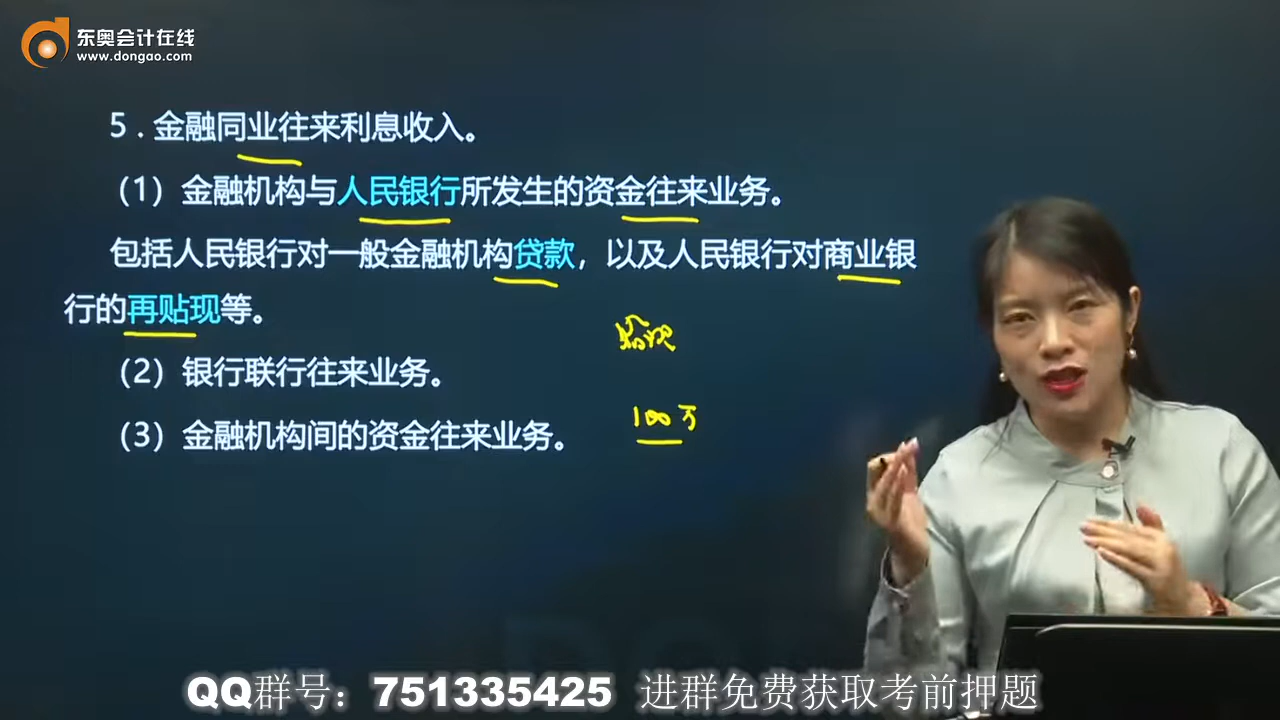 东奥会计在线
www.dongao.com
5．金融同业往来利息收入。
（1）金融机构与人民银行所发生的资金往来业务。
包括人民银行对一般金融机构贷款，以及人民银行对商业银
行的再贴现等。
（2）银行联行往来业务。
100万
（3）金融机构间的资金往来业务。
QQ群号：751335425 进群免费获取考前押题